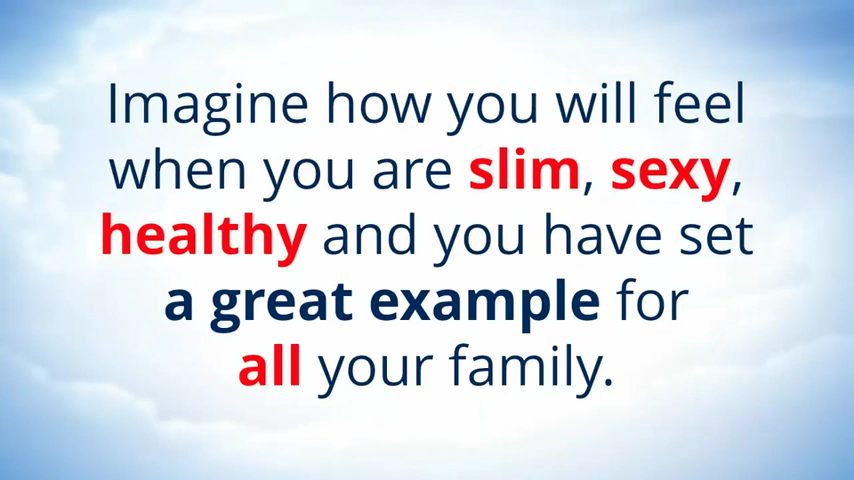 Imagine how you will feel
when you are slim, sexy,
healthy and you have set
a great example for
all your family.